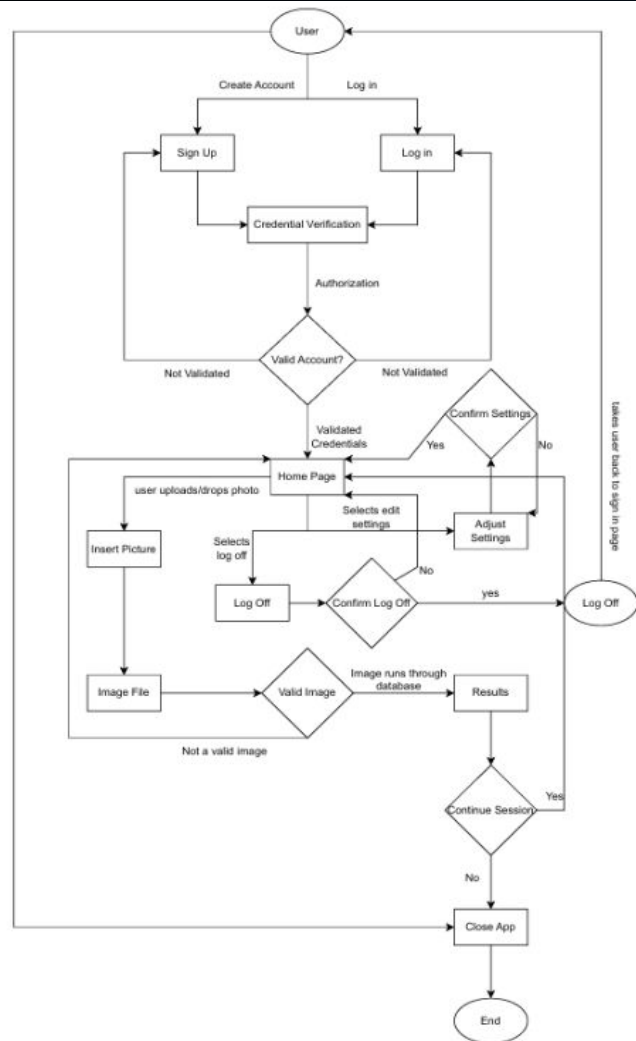 User
Create Account
Log in
Sign Up
Log in
Credential Verification
Authorization
Valid Account?
Not Validated
Not Validated
Validated
Credentials
Confirm Settings
Yes
No
takes user back to sign in page
Home Page
user uploads/drops photo
Selects edit
settings
Adjust
Settings
Insert Picture
Selects
log off
No
Log Off
Confirm Log Off
yes
Log Off
Image File
Valid Image
Image runs through
database
Results
Not a valid image
Continue Session
Yes
No
Close App
End